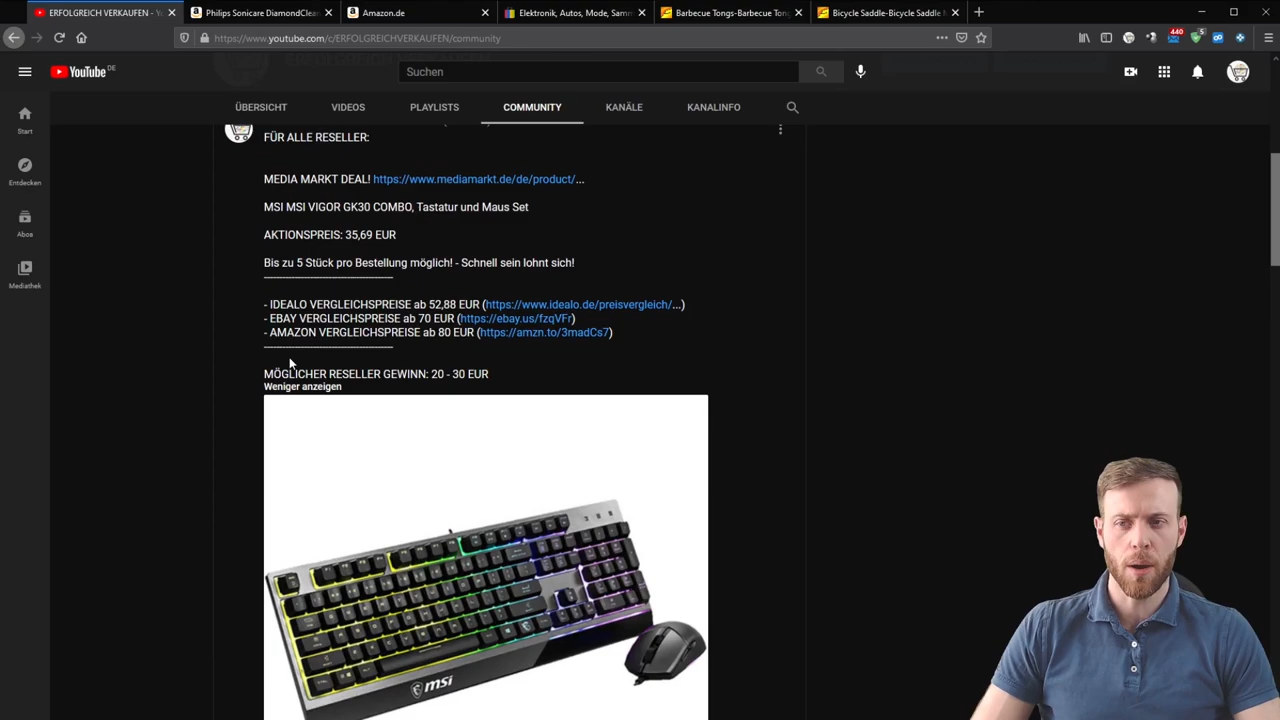 ERFOLGREICH VERKAUFEN - Yo
Philips Sonicare DiamondClean
Amazon.de
Elektronik, Autos, Mode, Samm
Barbecue Tongs-Barbecue Tong
Bicycle Saddle-Bicycle Saddle
https://www.youtube.com/c/ERFOLGREICHVERKAUFEN/community
440
5
YouTube DE
Suchen
ÜBERSICHT
VIDEOS
PLAYLISTS
COMMUNITY
KANÄLE
KANALINFO
Start
Entdecken
Abos
Mediathek
FÜR ALLE RESELLER:
MEDIA MARKT DEAL! https://www.mediamarkt.de/de/product/...
MSI MSI VIGOR GK30 COMBO, Tastatur und Maus Set
AKTIONSPREIS: 35,69 EUR
Bis zu 5 Stück pro Bestellung möglich! - Schnell sein lohnt sich!
- IDEALO VERGLEICHSPREISE ab 52,88 EUR (https://www.idealo.de/preisvergleich/...)
- EBAY VERGLEICHSPREISE ab 70 EUR (https://ebay.us/fzqVFr)
- AMAZON VERGLEICHSPREISE ab 80 EUR (https://amzn.to/3madCs7)
MÖGLICHER RESELLER GEWINN: 20 - 30 EUR
Weniger anzeigen
msi